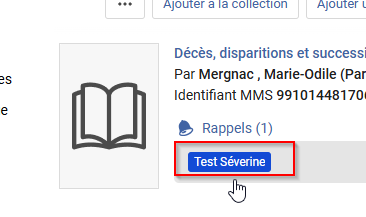 Ajouter à la collection
Ajouter u
Décès, disparitions et successi
es
Par Mergnac , Marie-Odile (Par
Identifiant MMS 99101448170
e
Rappels (1)
Test Séverine